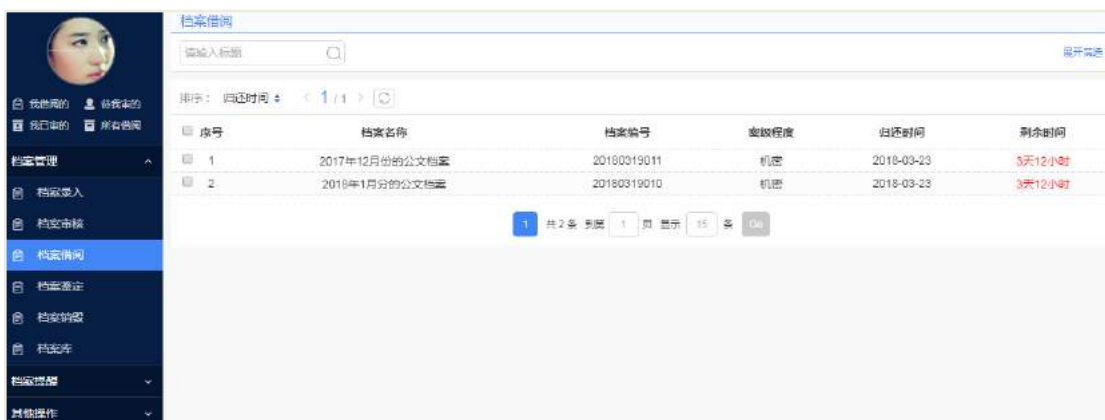 档案借阅
请输入标题
展开筛选
我借阅的 待我审的
我已审的 所有借阅
排序： 归还时间 < 1 / 1 >
序号 档案名称 档案编号 密级程度 归还时间 剩余时间
1 2017年12月份的公文档案 20180319011 机密 2018-03-23 3天12小时
2 2018年1月分的公文档案 20180319010 机密 2018-03-23 3天12小时
1 共2条 到第 1 页 显示 15 条 Go
档案管理
档案录入
档案审核
档案借阅
档案鉴定
档案销毁
档案库
档案提醒
其他操作